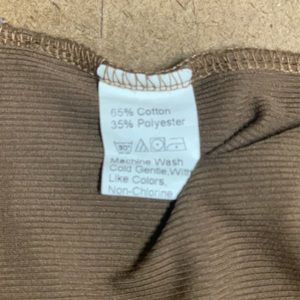 65% Cotton
35% Polyester
30°
Machine Wash
Cold Gentle,With
Like Colors,
Non-Chlorine